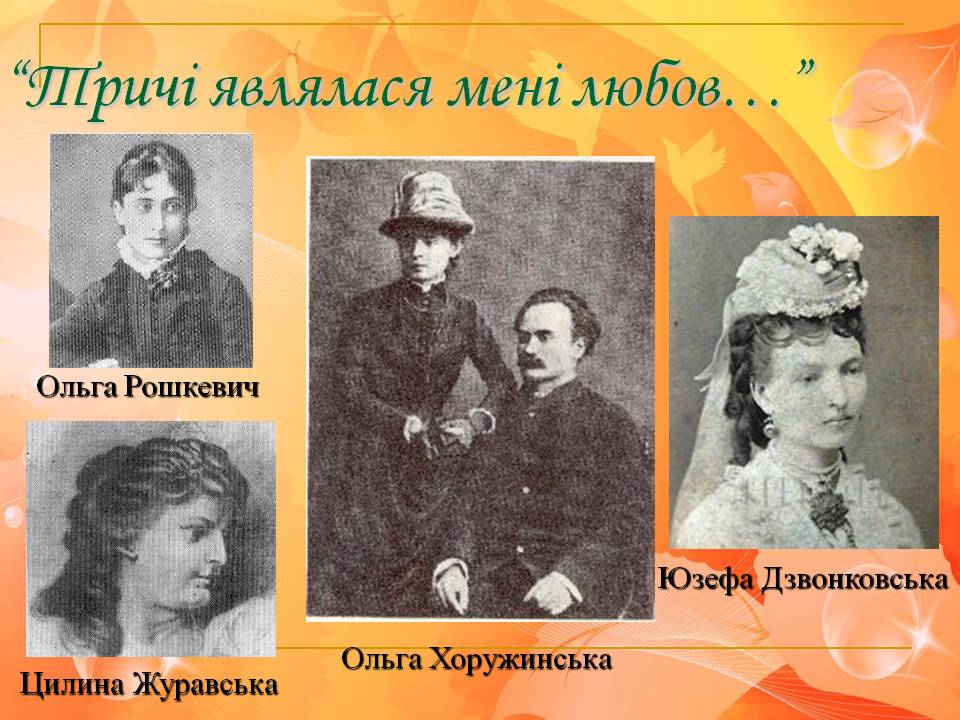 “Тричі являлася мені любов…”
Ольга Рошкевич
Юзефа Дзвонковська
Ольга Хоружинська
Цилина Журавська